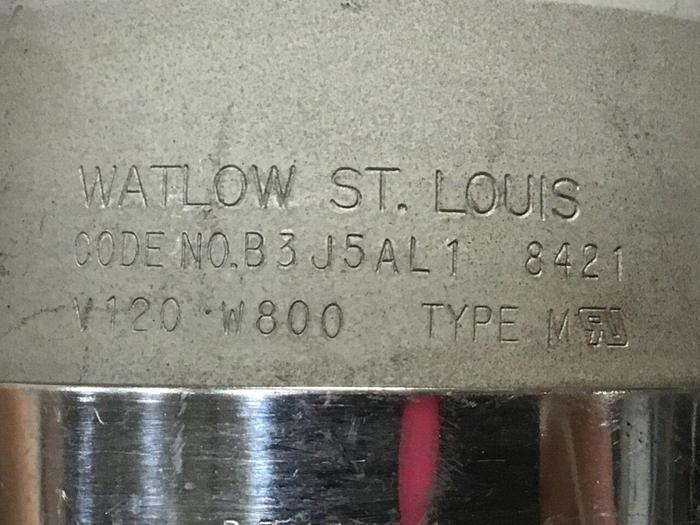 WATLOW ST. LOUIS
CODE NO. B3J5AL1 8421
V120 W800 TYPE M